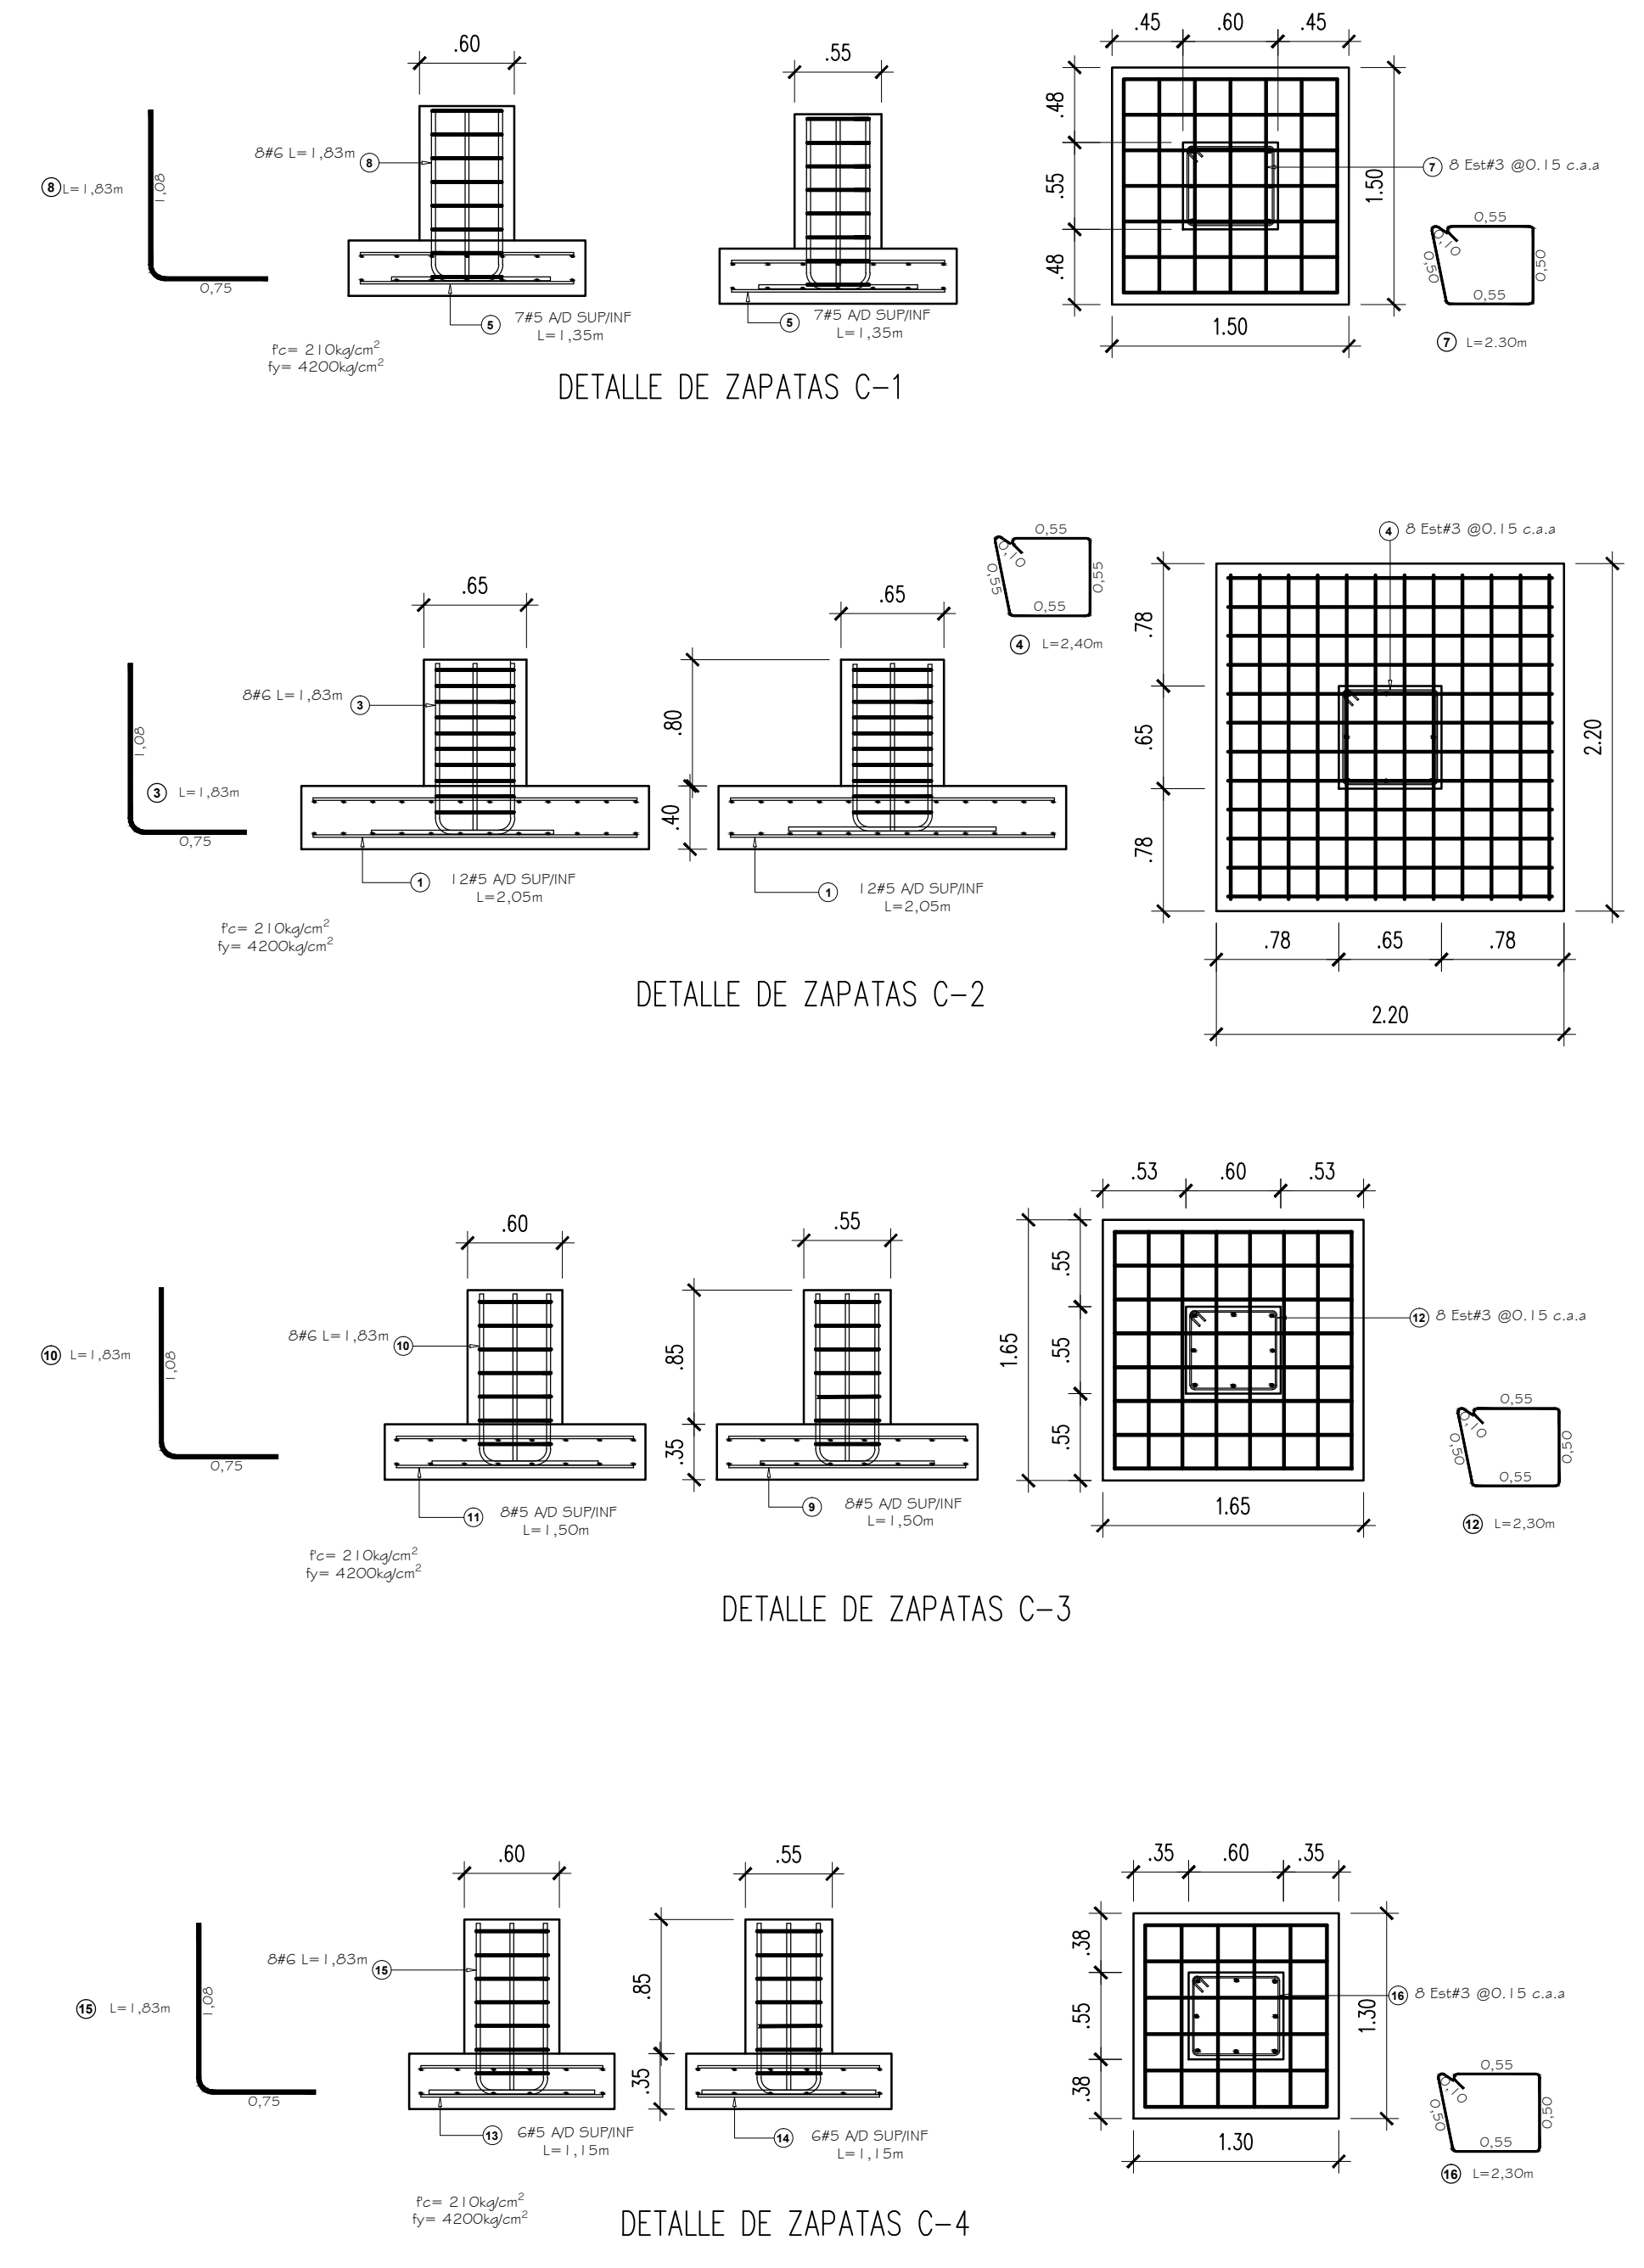 .60
.55
.45 .60 .45
8#6 L=1,83m 8
8 L=1,83m
1,08
0,75
.48
.55
.48
1.50
7 8 Est#3 @0.15 c.a.a
0,55
0,10
0,50
0,50
0,55
7 L=2.30m
5 7#5 A/D SUP/INF
L=1,35m
5 7#5 A/D SUP/INF
L=1,35m
1.50
f'c= 210kg/cm2
fy= 4200kg/cm2
DETALLE DE ZAPATAS C-1
4 8 Est#3 @0.15 c.a.a
0,55
0,10
0,55
0,55
0,55
4 L=2,40m
.65
.65
8#6 L=1,83m 3
1,08
3 L=1,83m
0,75
.80
.40
.78
.65
.78
2.20
1 12#5 A/D SUP/INF
L=2,05m
1 12#5 A/D SUP/INF
L=2,05m
f'c= 210kg/cm2
fy= 4200kg/cm2
.78 .65 .78
2.20
DETALLE DE ZAPATAS C-2
.53 .60 .53
.60
.55
8#6 L=1,83m 10
10 L=1,83m
1,08
0,75
.85
.35
1.65
.55
.55
.55
12 8 Est#3 @0.15 c.a.a
0,55
0,10
0,50
0,50
0,55
12 L=2,30m
11 8#5 A/D SUP/INF
L=1,50m
9 8#5 A/D SUP/INF
L=1,50m
1.65
f'c= 210kg/cm2
fy= 4200kg/cm2
DETALLE DE ZAPATAS C-3
.60
.55
.35 .60 .35
8#6 L=1,83m 15
15 L=1,83m
1,08
0,75
.85
.35
.38
.55
.38
1.30
16 8 Est#3 @0.15 c.a.a
0,55
0,10
0,50
0,50
0,55
16 L=2,30m
13 6#5 A/D SUP/INF
L=1,15m
14 6#5 A/D SUP/INF
L=1,15m
1.30
f'c= 210kg/cm2
fy= 4200kg/cm2
DETALLE DE ZAPATAS C-4